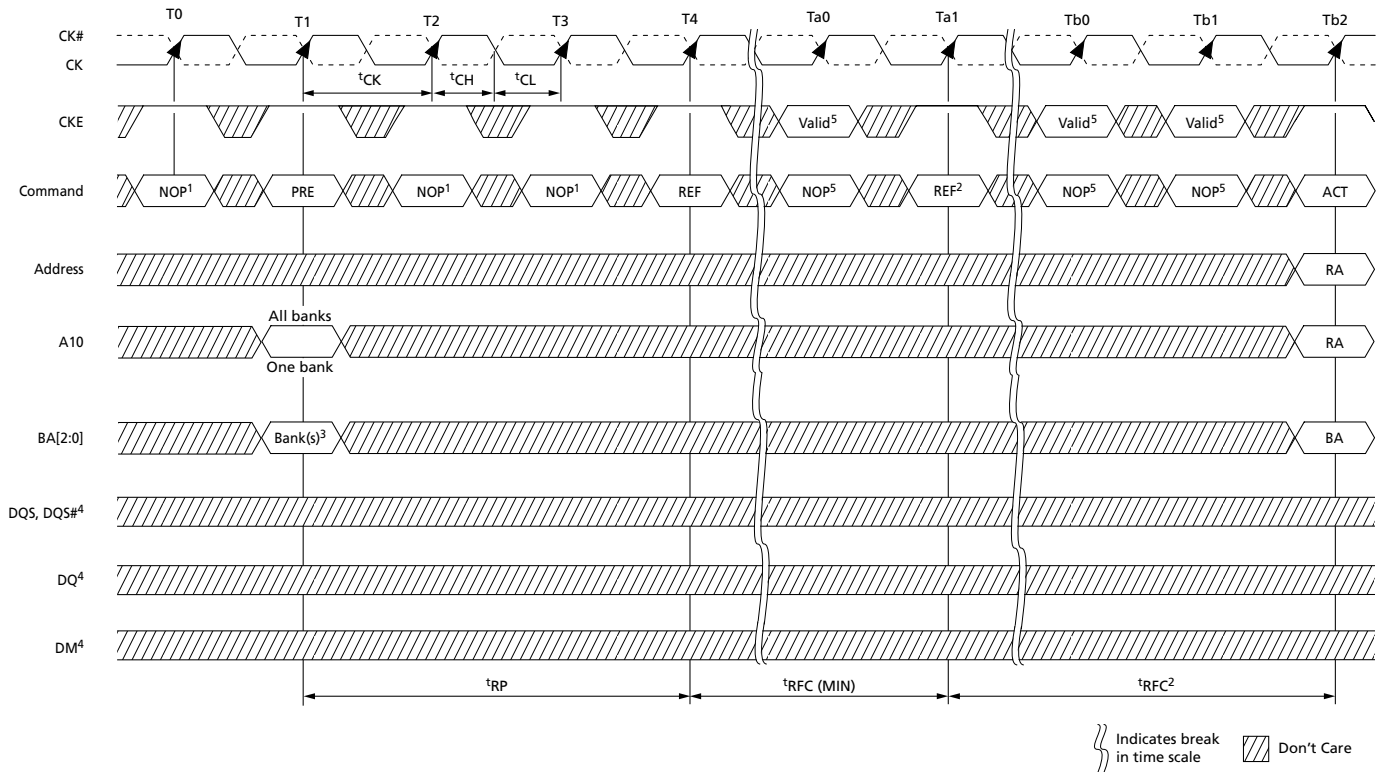 T0 T1 T2 T3 T4 Ta0 Ta1 Tb0 Tb1 Tb2
CK#
CK
tCK tCH tCL
CKE Valid5 Valid5 Valid5
Command NOP1 PRE NOP1 NOP1 REF NOP5 REF2 NOP5 NOP5 ACT
Address RA
All banks
A10 RA
One bank
BA[2:0] Bank(s)3 BA
DQS, DQS#4
DQ4
DM4
tRP tRFC (MIN) tRFC2
Indicates break
in time scale
Don't Care